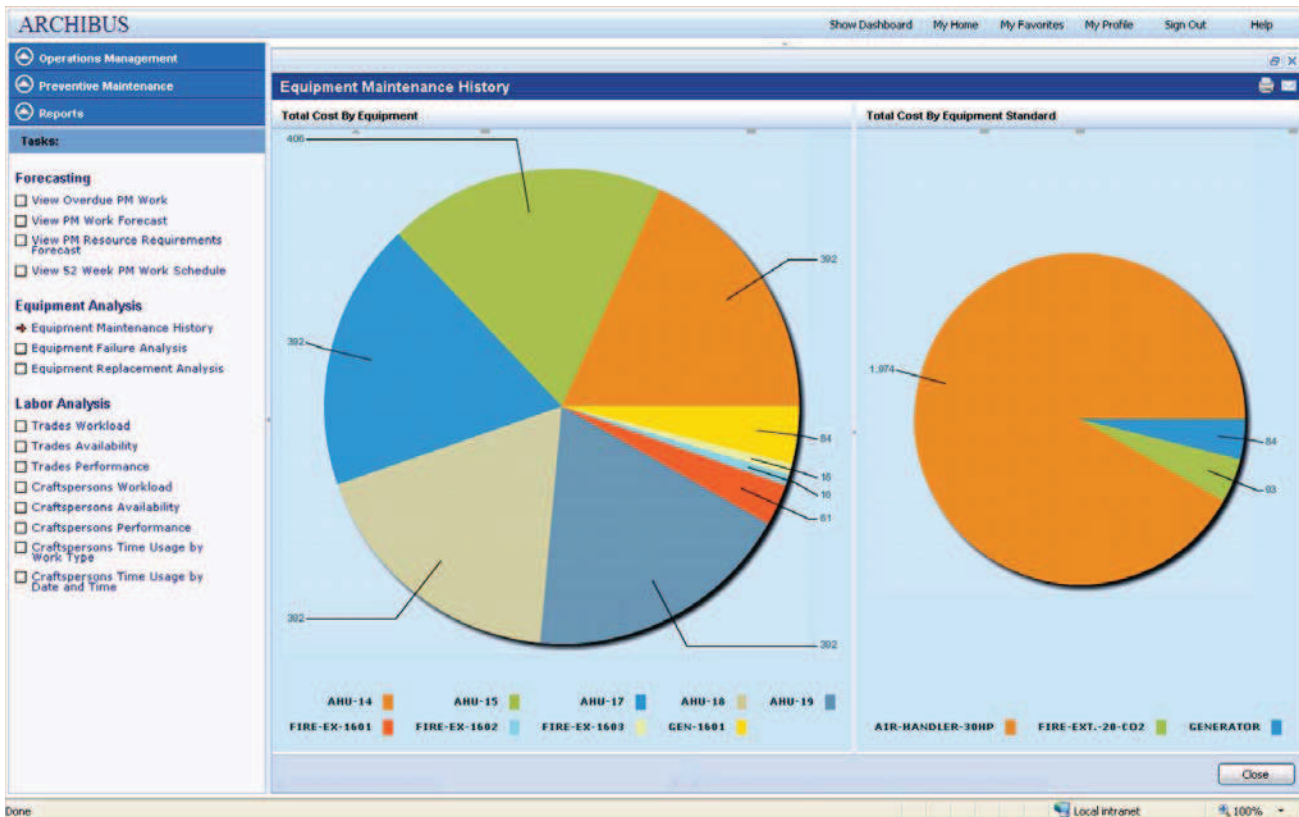 ARCHIBUS
Show Dashboard My Home My Favorites My Profile Sign Out Help
Operations Management
Preventive Maintenance
Reports
Tasks:
Forecasting
View Overdue PM Work
View PM Work Forecast
View PM Resource Requirements
Forecast
View 52 Week PM Work Schedule
Equipment Analysis
Equipment Maintenance History
Equipment Failure Analysis
Equipment Replacement Analysis
Labor Analysis
Trades Workload
Trades Availability
Trades Performance
Craftspersons Workload
Craftspersons Availability
Craftspersons Performance
Craftspersons Time Usage by
Work Type
Craftspersons Time Usage by
Date and Time
Equipment Maintenance History
Total Cost By Equipment
406
392
392
84
16
16
61
392
392
AHU-14 AHU-15 AHU-17 AHU-18 AHU-19
FIRE-EX-1601 FIRE-EX-1602 FIRE-EX-1603 GEN-1601
Total Cost By Equipment Standard
1,974
84
93
AIR-HANDLER-30HP FIRE-EXT.-20-CO2 GENERATOR
Close
Done
Local intranet
100%